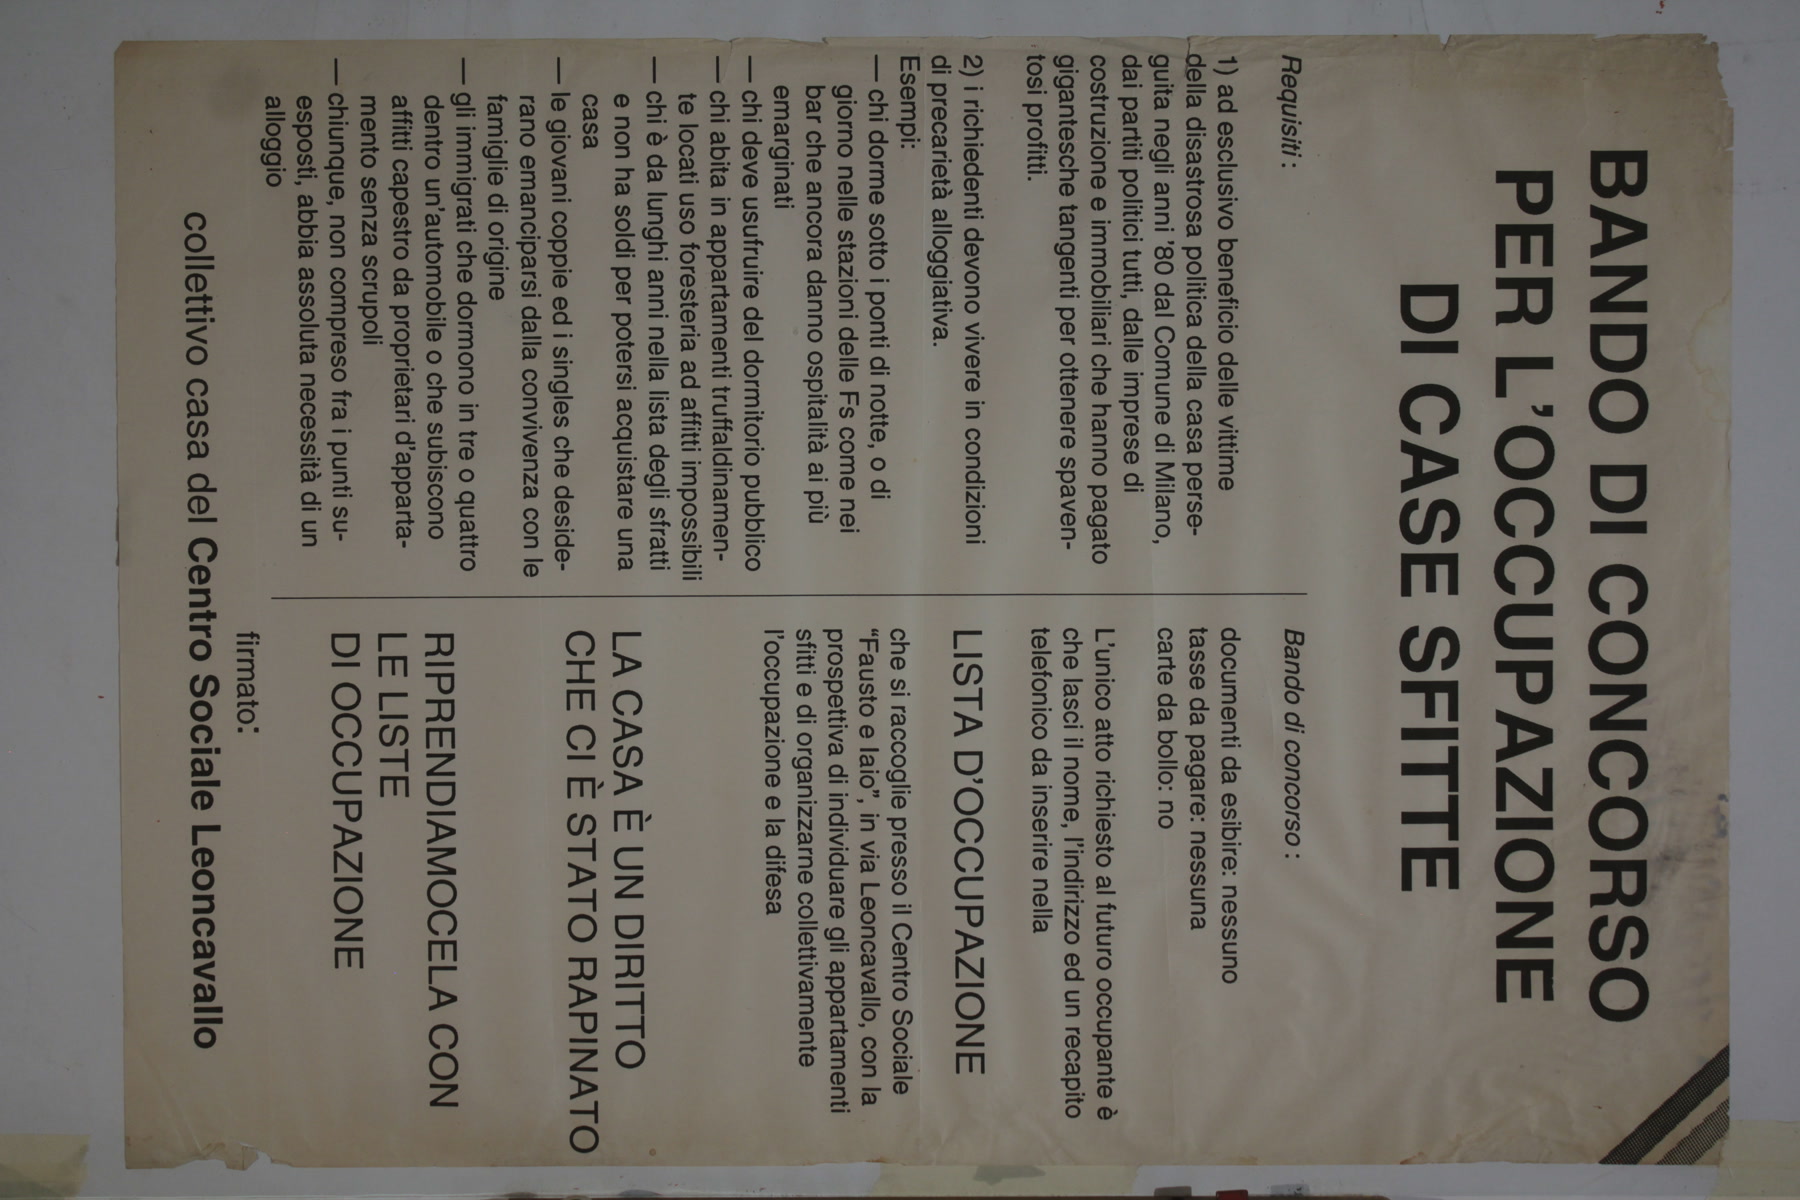 BANDO DI CONCORSO
PER L'OCCUPAZIONE
DI CASE SFITTE
Requisiti :
1) ad esclusivo beneficio delle vittime
della disastrosa politica della casa perse-
guita negli anni '80 dal Comune di Milano,
dai partiti politici tutti, dalle imprese di
costruzione e immobiliari che hanno pagato
gigantesche tangenti per ottenere spaven-
tosi profitti.
2) i richiedenti devono vivere in condizioni
di precarietà alloggiativa.
Esempi:
— chi dorme sotto i ponti di notte, o di
giorno nelle stazioni delle Fs come nei
bar che ancora danno ospitalità ai più
emarginati
— chi deve usufruire del dormitorio pubblico
— chi abita in appartamenti truffaldinamen-
te locati uso foresteria ad affitti impossibili
— chi è da lunghi anni nella lista degli sfratti
e non ha soldi per potersi acquistare una
casa
— le giovani coppie ed i singles che deside-
rano emanciparsi dalla convivenza con le
famiglie di origine
— gli immigrati che dormono in tre o quattro
dentro un'automobile o che subiscono
affitti capestro da proprietari d'apparta-
mento senza scrupoli
— chiunque, non compreso fra i punti su-
esposti, abbia assoluta necessità di un
alloggio
Bando di concorso :
documenti da esibire: nessuno
tasse da pagare: nessuna
carte da bollo: no
L'unico atto richiesto al futuro occupante è
che lasci il nome, l'indirizzo ed un recapito
telefonico da inserire nella
LISTA D'OCCUPAZIONE
che si raccoglie presso il Centro Sociale
“Fausto e Iaio”, in via Leoncavallo, con la
prospettiva di individuare gli appartamenti
sfitti e di organizzarne collettivamente
l'occupazione e la difesa
LA CASA È UN DIRITTO
CHE CI È STATO RAPINATO
RIPRENDIAMOCELA CON
LE LISTE
DI OCCUPAZIONE
firmato:
collettivo casa del Centro Sociale Leoncavallo